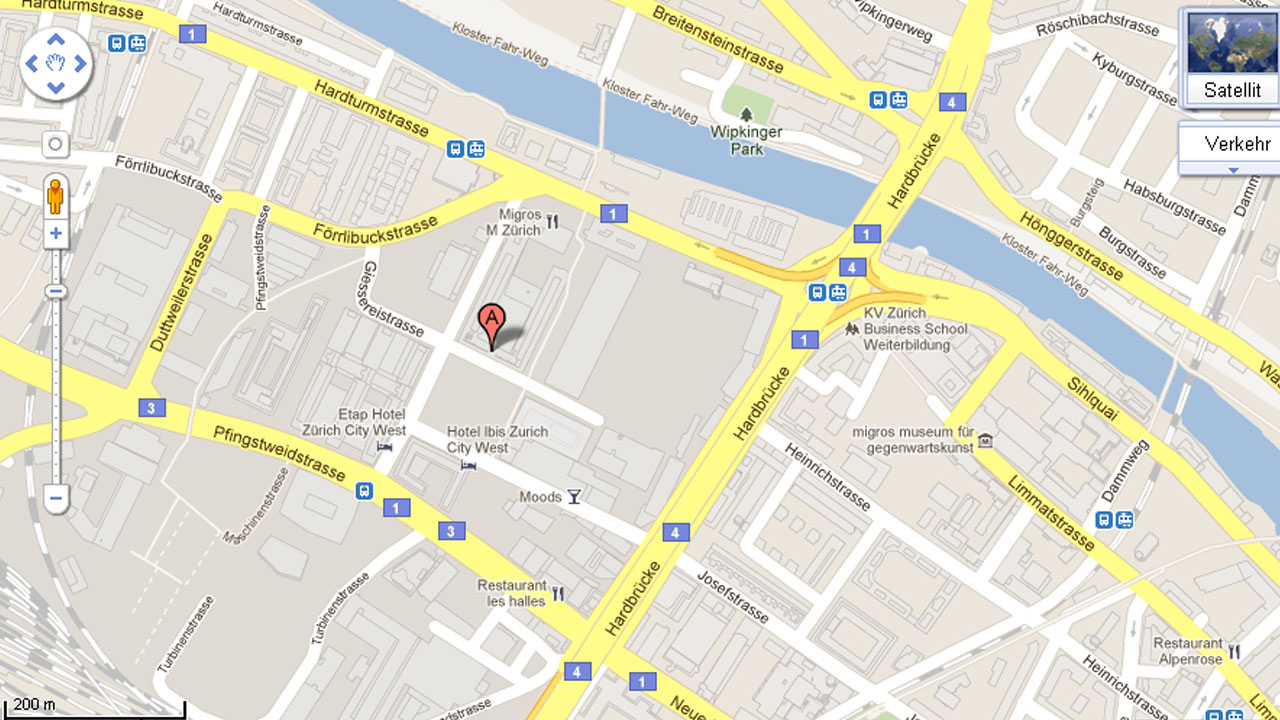 Hardturmstrasse
Hardturmstrasse
1
Kloster Fahr-Weg
Breitensteinstrasse
Wipkingerweg
Röschibachstrasse
Kyburgstrasse
Satellit
Verkehr
Hardturmstrasse
Kloster Fahr-Weg
4
Wipkinger
Park
Hardbrücke
Förrlibuckstrasse
Förrlibuckstrasse
Pfingstweidstrasse
Duttweilerstrasse
Giessereistrasse
Migros
M Zürich
1
1
4
Habsburgstrasse
Burgsteig
Burgstrasse
Hönggerstrasse
Kloster Fahr-Weg
A
KV Zürich
Business School
Weiterbildung
1
Hardbrücke
Sihlquai
3
Etap Hotel
Zürich City West
Hotel Ibis Zurich
City West
Pfingstweidstrasse
migros museum für
gegenwartskunst
Heinrichstrasse
Dammweg
Limmatstrasse
Maschinenstrasse
Moods
1
3
4
Restaurant
les halles
Hardbrücke
Josefstrasse
Turbinenstrasse
Turbinenstrasse
Restaurant
Alpenrose
Heinrichstrasse
4
1
200 m